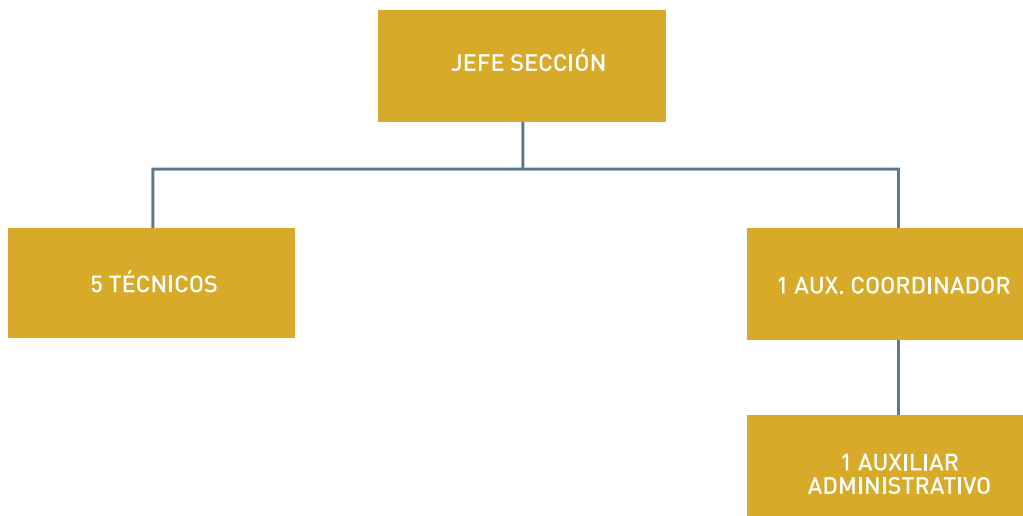 JEFE SECCIÓN
5 TÉCNICOS
1 AUX. COORDINADOR
1 AUXILIAR
ADMINISTRATIVO